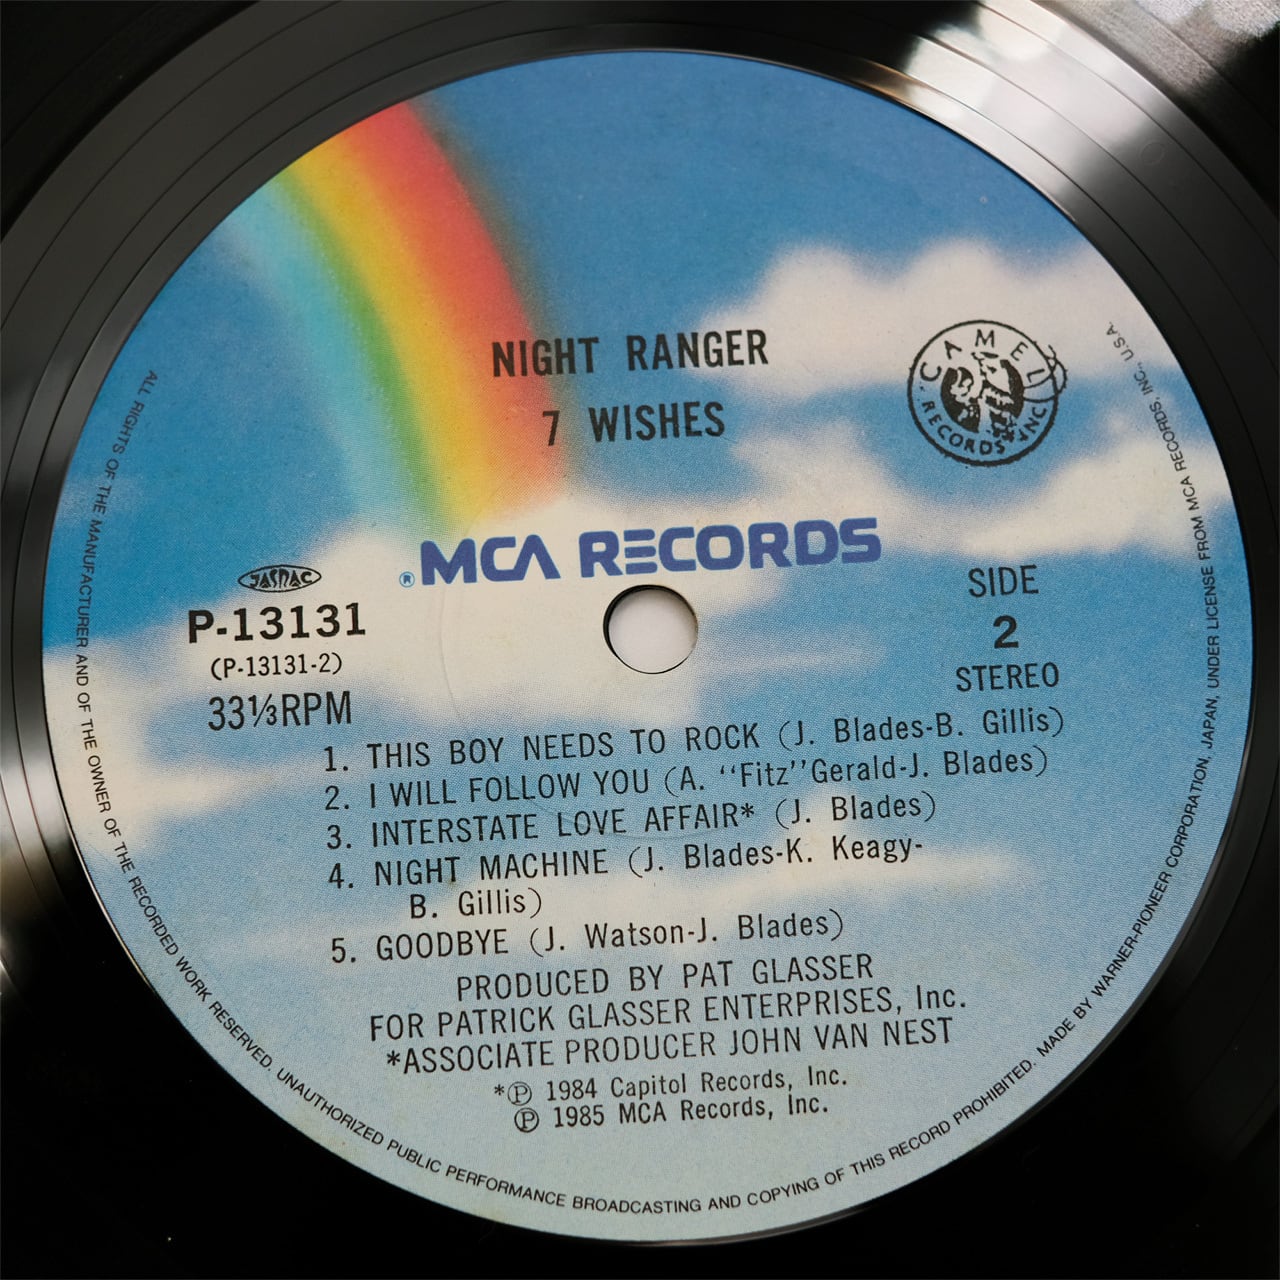 NIGHT RANGER
7 WISHES
CAMEL
RECORDS INC
® MCA RECORDS
JASRAC
P-13131
(P-13131-2)
33⅓RPM
SIDE
2
STEREO
1. THIS BOY NEEDS TO ROCK (J. Blades-B. Gillis)
2. I WILL FOLLOW YOU (A. “Fitz”Gerald-J. Blades)
3. INTERSTATE LOVE AFFAIR* (J. Blades)
4. NIGHT MACHINE (J. Blades-K. Keagy-
B. Gillis)
5. GOODBYE (J. Watson-J. Blades)
PRODUCED BY PAT GLASSER
FOR PATRICK GLASSER ENTERPRISES, Inc.
*ASSOCIATE PRODUCER JOHN VAN NEST
*℗ 1984 Capitol Records, Inc.
℗ 1985 MCA Records, Inc.
ALL RIGHTS OF THE MANUFACTURER AND OF THE OWNER OF THE RECORDED WORK RESERVED. UNAUTHORIZED PUBLIC PERFORMANCE BROADCASTING AND COPYING OF THIS RECORD PROHIBITED. MADE BY WARNER-PIONEER CORPORATION, JAPAN, UNDER LICENSE FROM MCA RECORDS, INC., U.S.A.